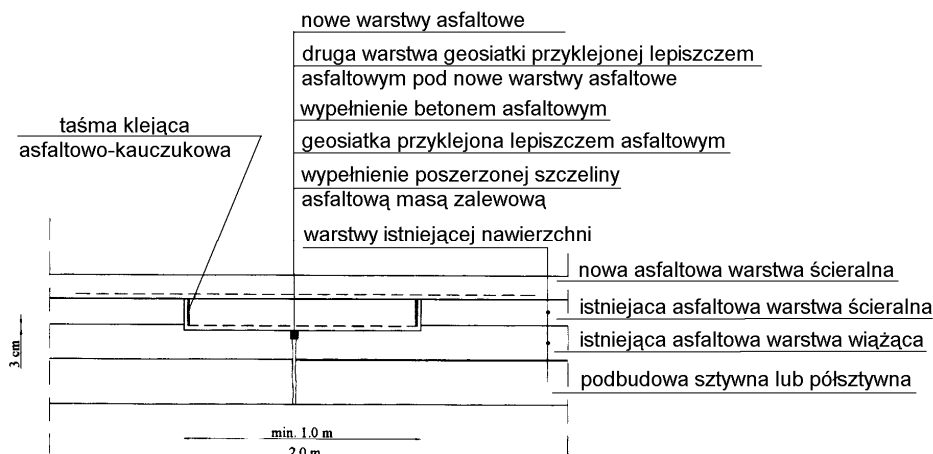 nowe warstwy asfaltowe
druga warstwa geosiatki przyklejonej lepiszczem
asfaltowym pod nowe warstwy asfaltowe
wypełnienie betonem asfaltowym
geosiatka przyklejona lepiszczem asfaltowym
wypełnienie poszerzonej szczeliny
asfaltową masą zalewową
warstwy istniejącej nawierzchni
taśma klejąca
asfaltowo-kauczukowa
nowa asfaltowa warstwa ścieralna
istniejaca asfaltowa warstwa ścieralna
istniejąca asfaltowa warstwa wiążąca
podbudowa sztywna lub półsztywna
3 cm
min. 1.0 m
2.0 m